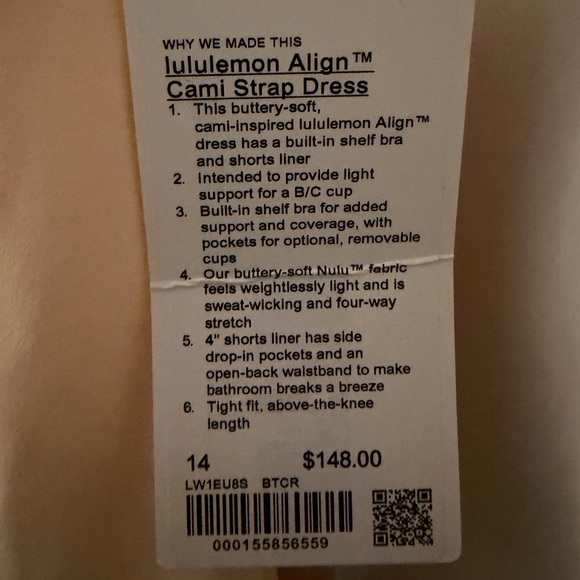 WHY WE MADE THIS
lululemon Align™
Cami Strap Dress
1. This buttery-soft,
cami-inspired lululemon Align™
dress has a built-in shelf bra
and shorts liner
2. Intended to provide light
support for a B/C cup
3. Built-in shelf bra for added
support and coverage, with
pockets for optional, removable
cups
4. Our buttery-soft Nulu™ fabric
feels weightlessly light and is
sweat-wicking and four-way
stretch
5. 4" shorts liner has side
drop-in pockets and an
open-back waistband to make
bathroom breaks a breeze
6. Tight fit, above-the-knee
length
14 $148.00
LW1EU8S BTCR
000155856559